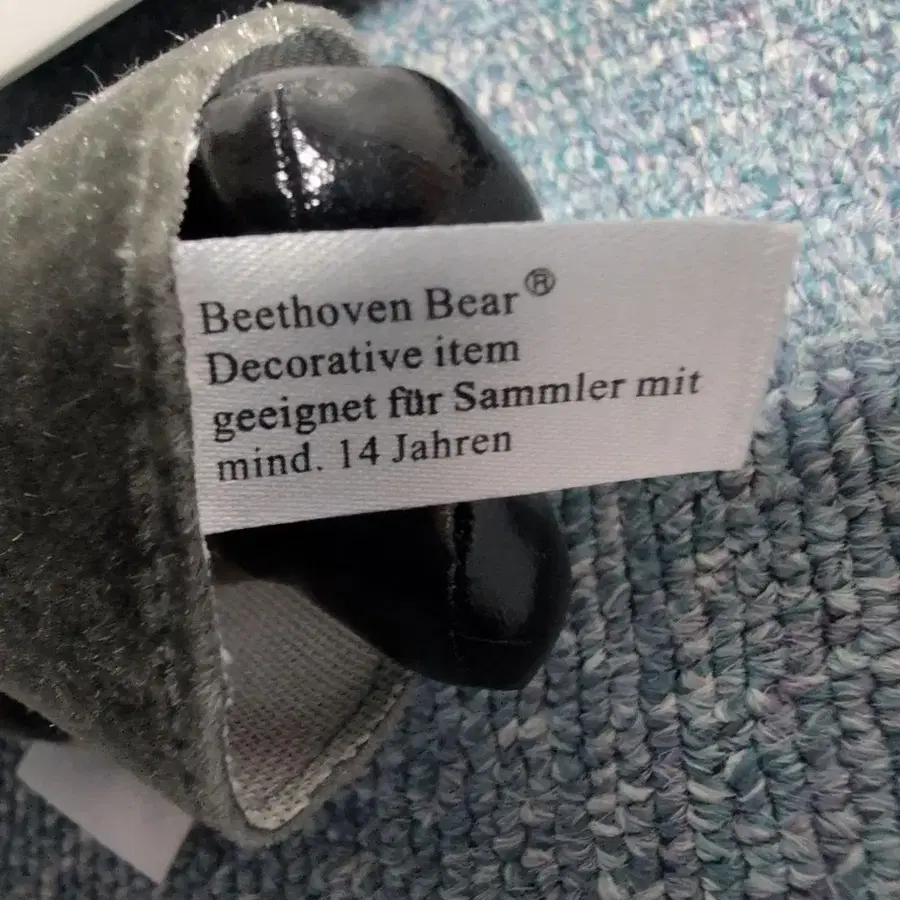 Beethoven Bear®
Decorative item
geeignet für Sammler mit
mind. 14 Jahren